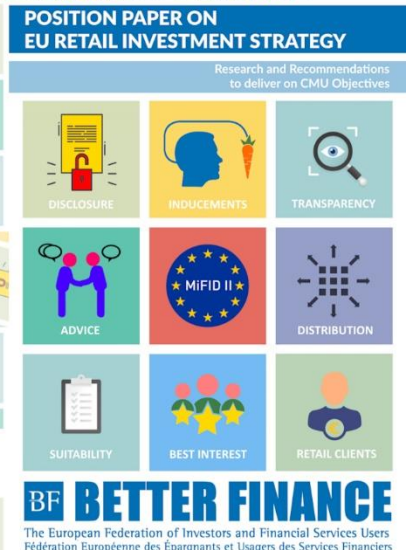 POSITION PAPER ON
EU RETAIL INVESTMENT STRATEGY
Research and Recommendations
to deliver on CMU Objectives
DISCLOSURE
INDUCEMENTS
TRANSPARENCY
ADVICE
MiFID II
DISTRIBUTION
SUITABILITY
BEST INTEREST
RETAIL CLIENTS
BF BETTER FINANCE
The European Federation of Investors and Financial Services Users
Fédération Européenne des Épargnants et Usagers des Services Financiers